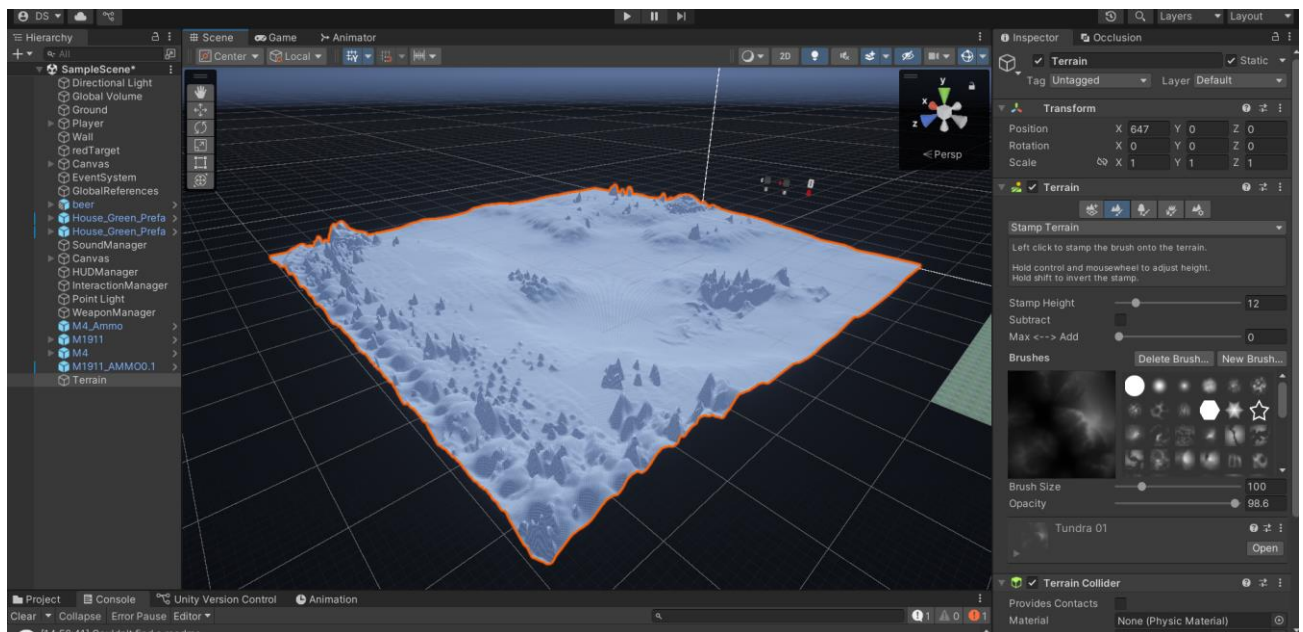 DS
Layers
Layout
Hierarchy
Scene
Game
Animator
Inspector
Occlusion
All
Center
Local
2D
SampleScene*
Directional Light
Global Volume
Ground
Player
Wall
redTarget
Canvas
EventSystem
GlobalReferences
beer
House_Green_Prefa
House_Green_Prefa
SoundManager
Canvas
HUDManager
InteractionManager
Point Light
WeaponManager
M4_Ammo
M1911
M4
M1911_AMMO0.1
Terrain
y
x
z
Persp
Terrain
Static
Tag Untagged Layer Default
Transform
Position X 647 Y 0 Z 0
Rotation X 0 Y 0 Z 0
Scale X 1 Y 1 Z 1
Terrain
Stamp Terrain
Left click to stamp the brush onto the terrain.
Hold control and mousewheel to adjust height.
Hold shift to invert the stamp.
Stamp Height 12
Subtract
Max <--> Add 0
Brushes Delete Brush... New Brush...
Brush Size 100
Opacity 98.6
Tundra 01
Open
Terrain Collider
Provides Contacts
Material None (Physic Material)
Project Console Unity Version Control Animation
Clear Collapse Error Pause Editor
1 0 1